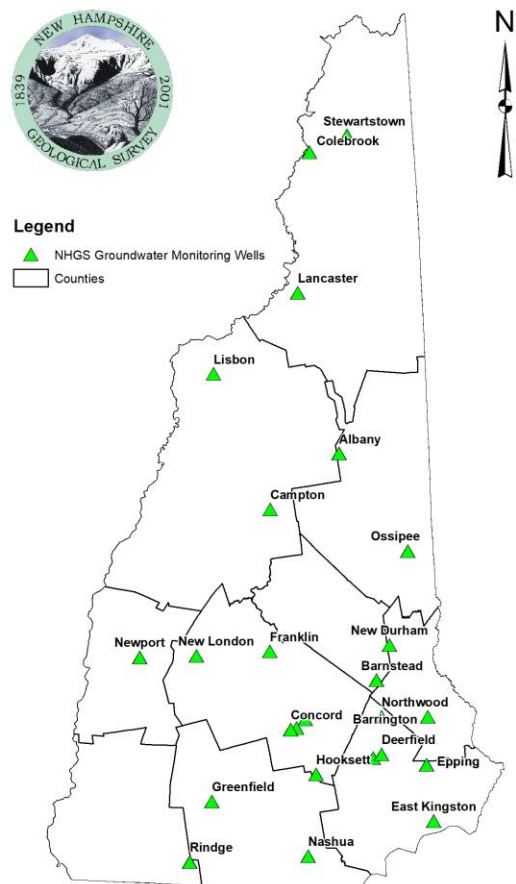 NEW HAMPSHIRE
1839
2001
GEOLOGICAL SURVEY
N
Legend
NHGS Groundwater Monitoring Wells
Counties
Stewartstown
Colebrook
Lancaster
Lisbon
Albany
Campton
Ossipee
New Durham
Newport
New London
Franklin
Barnstead
Northwood
Concord
Barrington
Deerfield
Hooksett
Epping
Greenfield
East Kingston
Rindge
Nashua